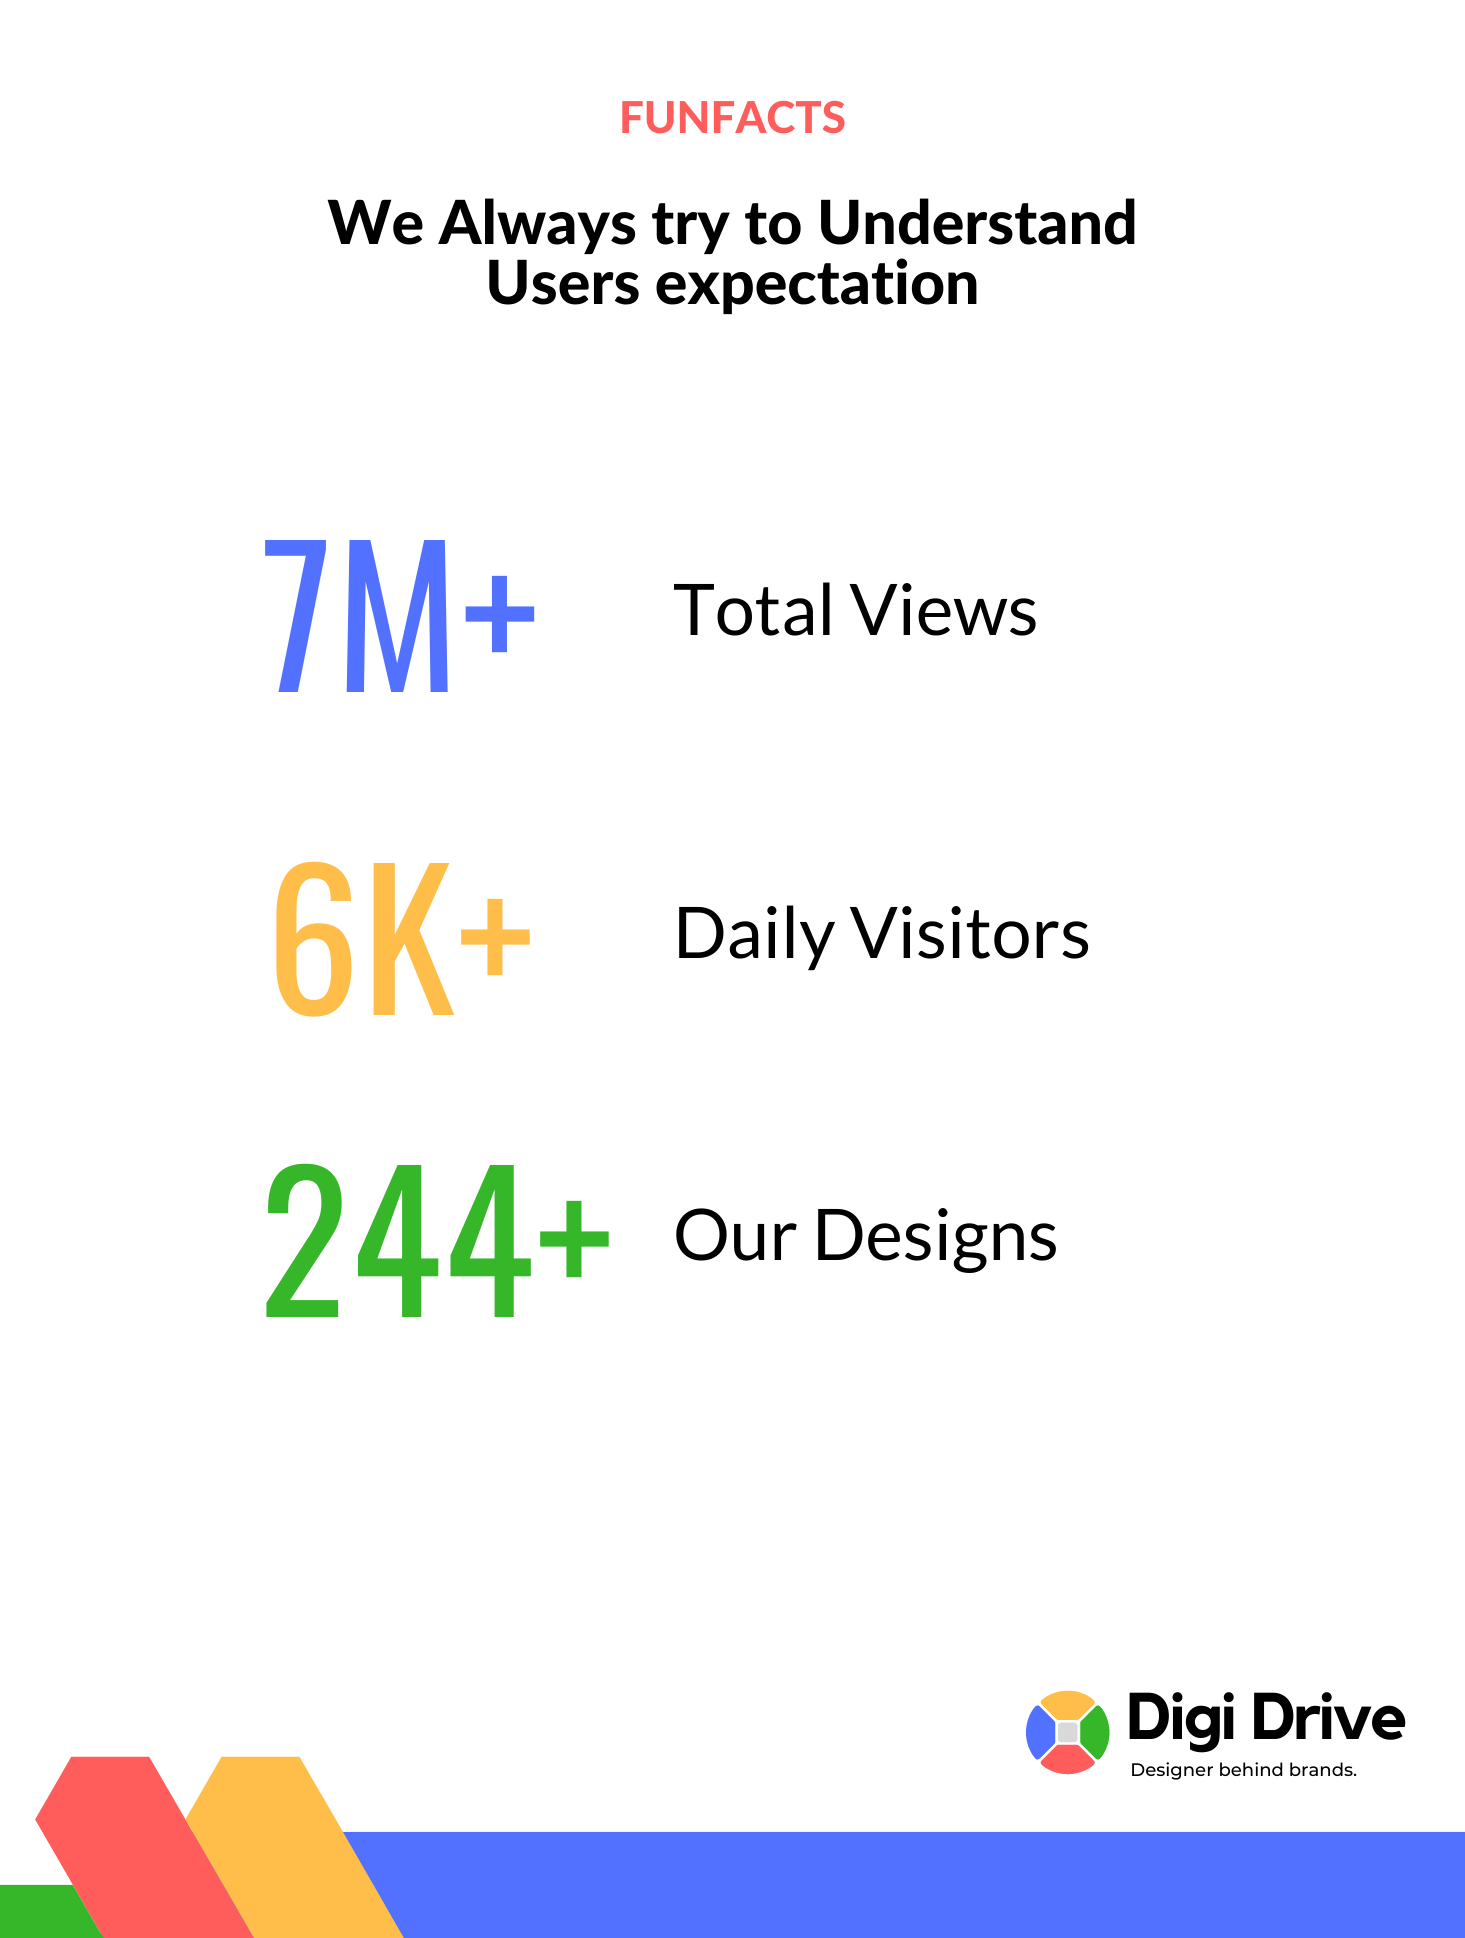 FUNFACTS
We Always try to Understand
Users expectation
7M+ Total Views
6K+ Daily Visitors
244+ Our Designs
Digi Drive
Designer behind brands.